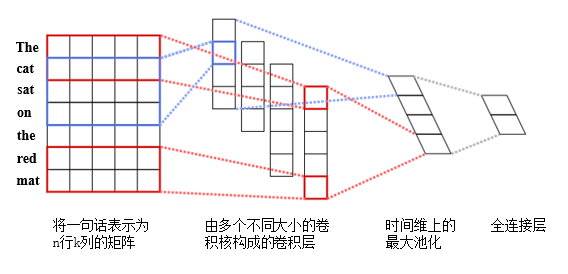 The
cat
sat
on
the
red
mat
将一句话表示为
n行k列的矩阵
由多个不同大小的卷
积核构成的卷积层
时间维上的
最大池化
全连接层